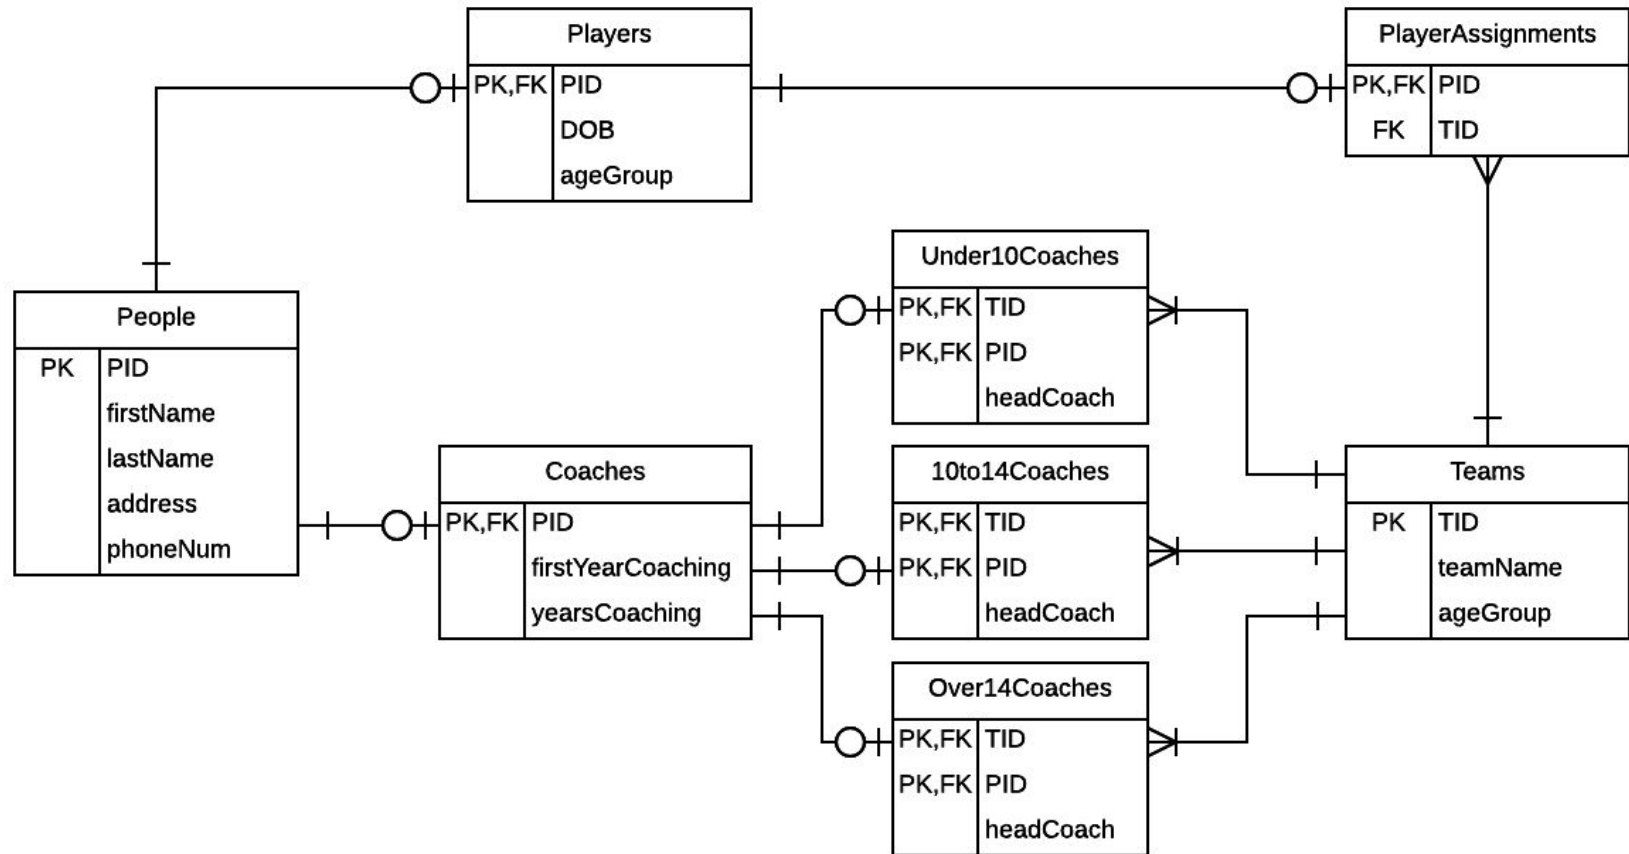 Players
PK,FK PID
DOB
ageGroup
PlayerAssignments
PK,FK PID
FK TID
People
PK PID
firstName
lastName
address
phoneNum
Coaches
PK,FK PID
firstYearCoaching
yearsCoaching
Under10Coaches
PK,FK TID
PK,FK PID
headCoach
10to14Coaches
PK,FK TID
PK,FK PID
headCoach
Over14Coaches
PK,FK TID
PK,FK PID
headCoach
Teams
PK TID
teamName
ageGroup